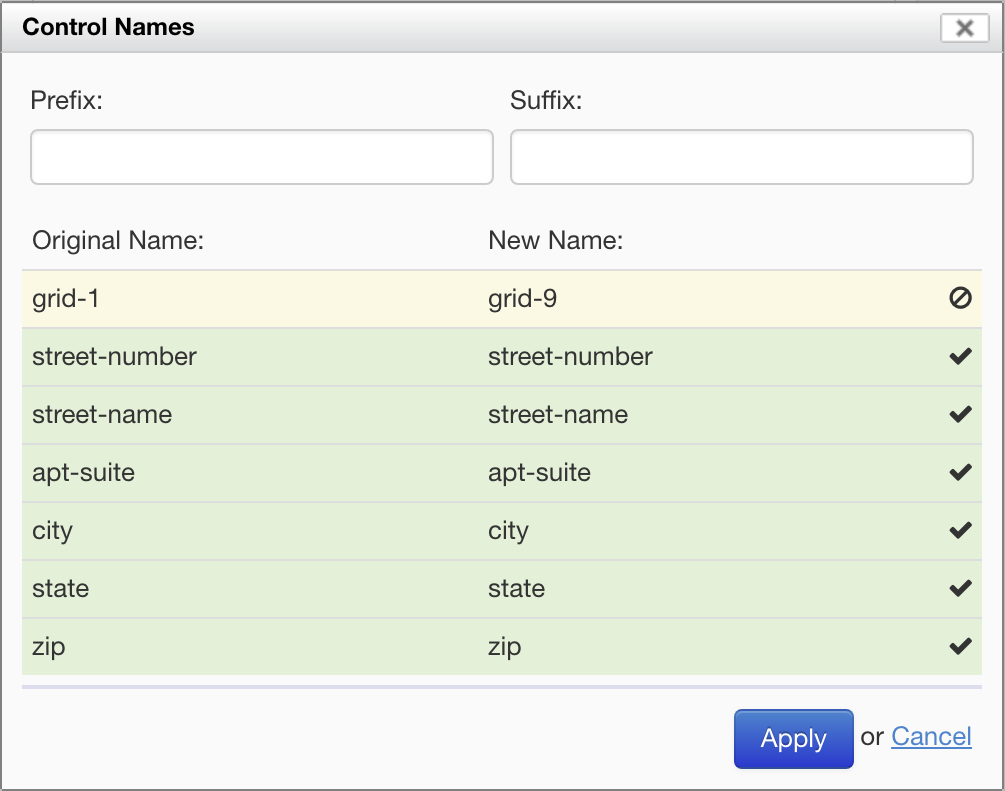 Control Names
Prefix:
Suffix:
Original Name: New Name:
grid-1 grid-9
street-number street-number
street-name street-name
apt-suite apt-suite
city city
state state
zip zip
Apply or Cancel